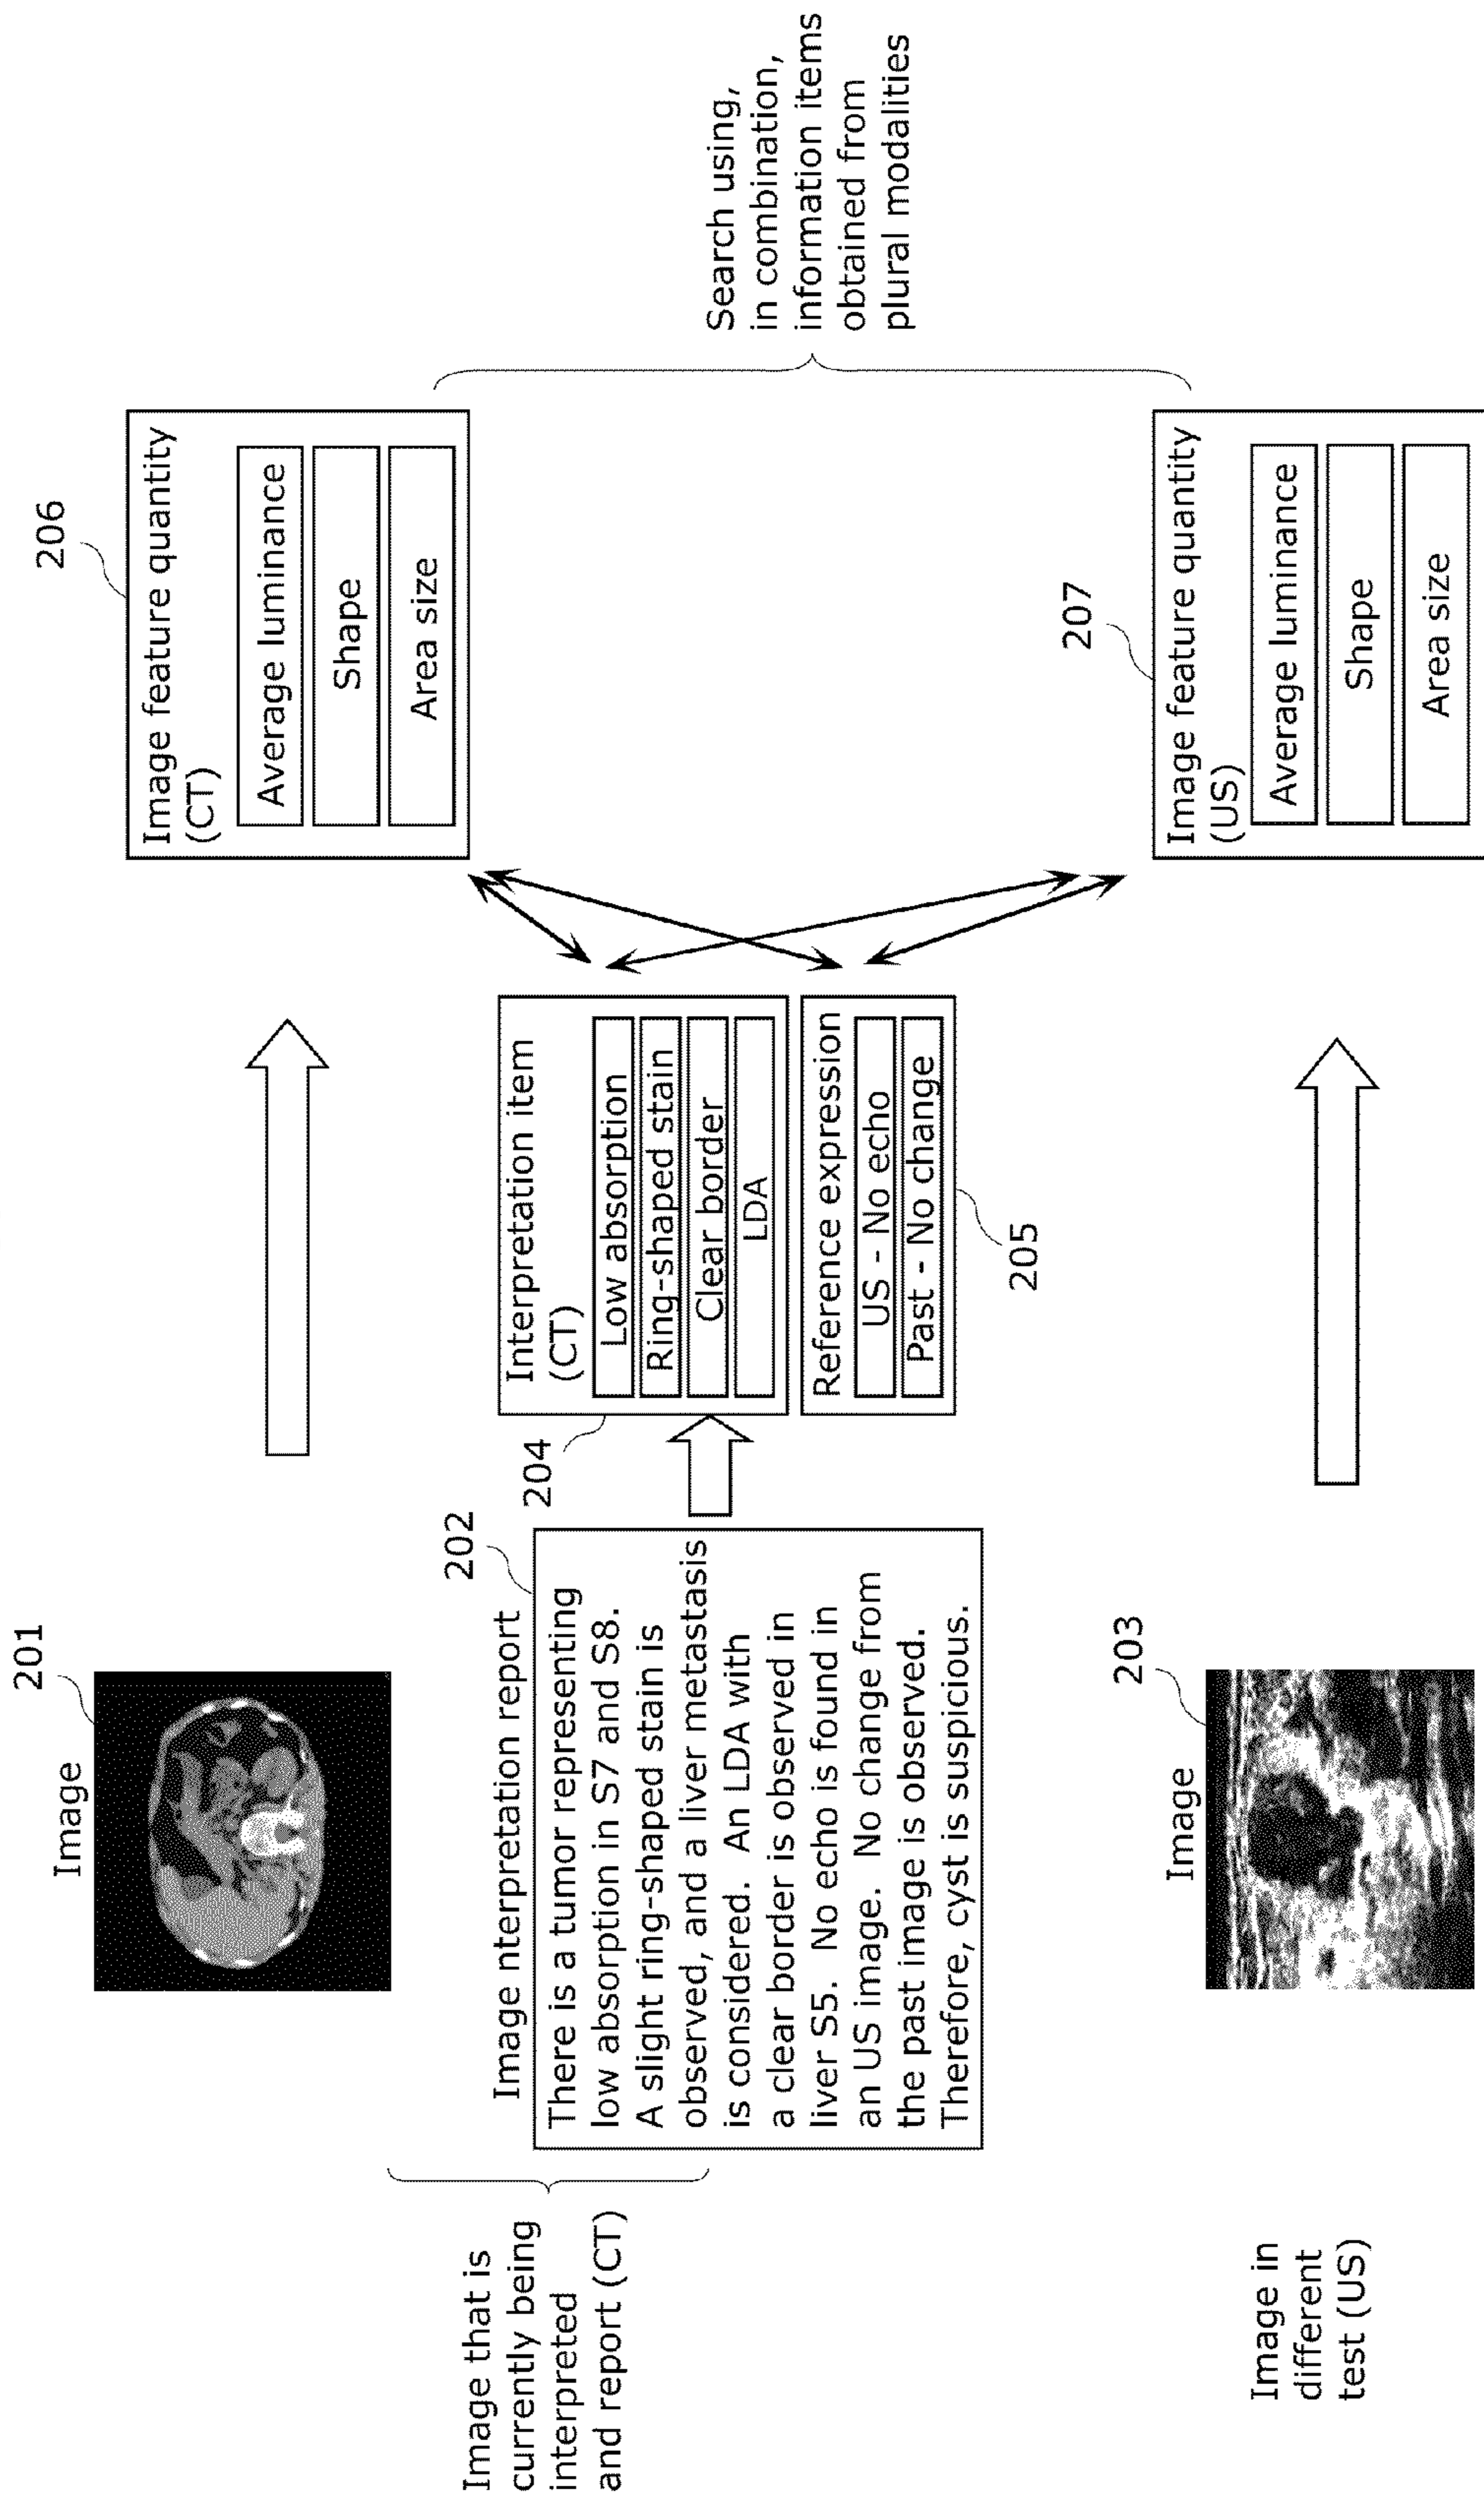 Image that is
currently being
interpreted
and report (CT)
Image
201
Image nterpretation report
202
There is a tumor representing
low absorption in S7 and S8.
A slight ring-shaped stain is
observed, and a liver metastasis
is considered. An LDA with
a clear border is observed in
liver S5. No echo is found in
an US image. No change from
the past image is observed.
Therefore, cyst is suspicious.
204
Interpretation item
(CT)
Low absorption
Ring-shaped stain
Clear border
LDA
Reference expression
US - No echo
Past - No change
205
206
Image feature quantity
(CT)
Average luminance
Shape
Area size
Search using,
in combination,
information items
obtained from
plural modalities
Image in
different
test (US)
Image
203
207
Image feature quantity
(US)
Average luminance
Shape
Area size